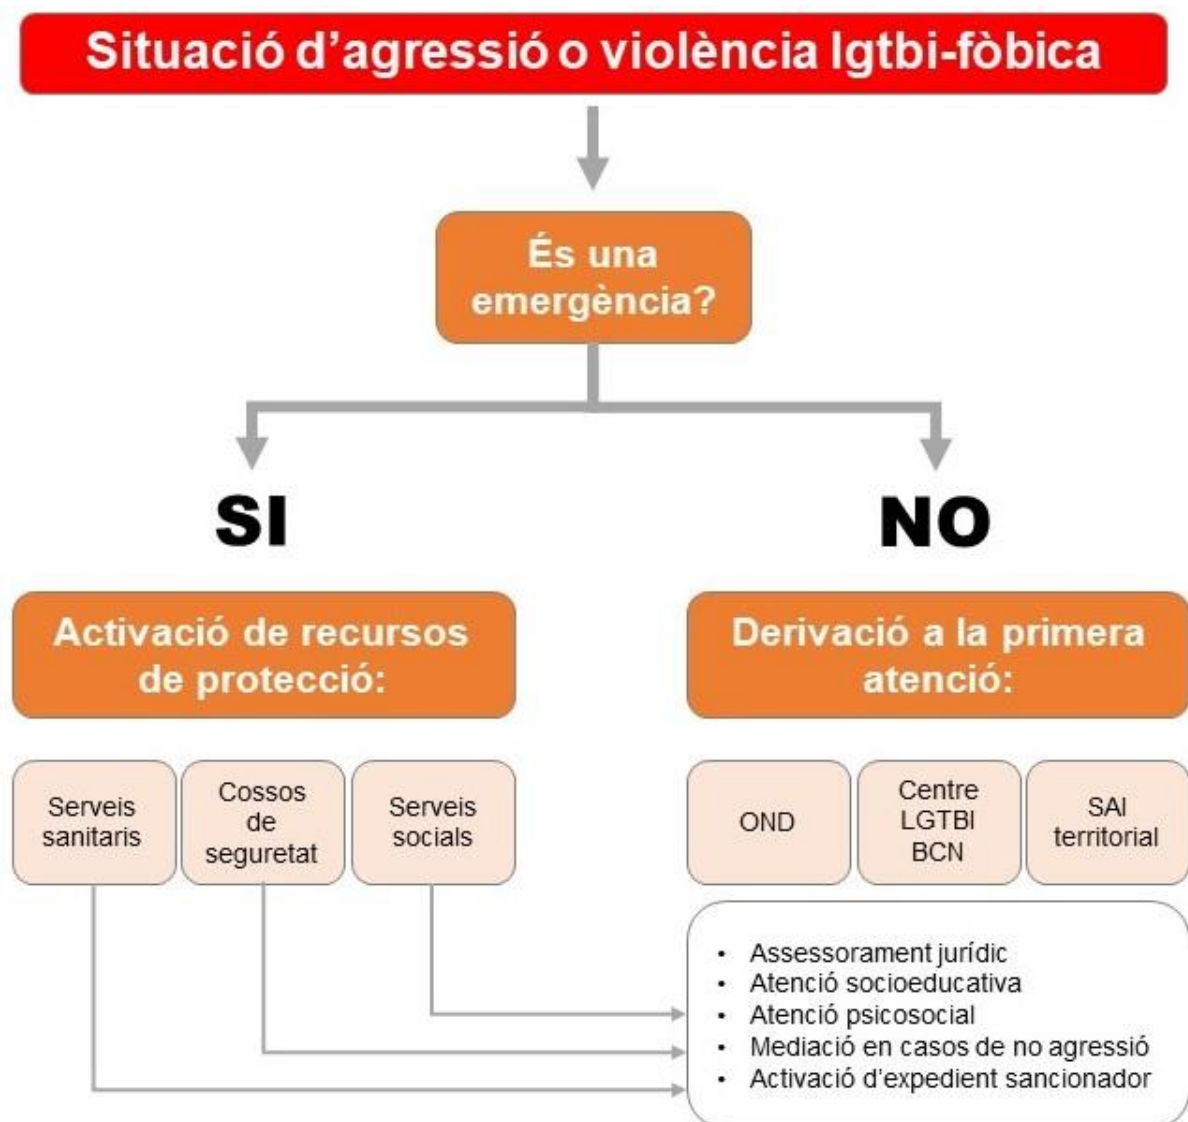 Situació d'agressió o violència lgtbi-fòbica
És una
emergència?
SI
NO
Activació de recursos
de protecció:
Derivació a la primera
atenció:
Serveis
sanitaris
Cossos
de
seguretat
Serveis
socials
OND
Centre
LGTBI
BCN
SAI
territorial
• Assessorament jurídic
• Atenció socioeducativa
• Atenció psicosocial
• Mediació en casos de no agressió
• Activació d'expedient sancionador